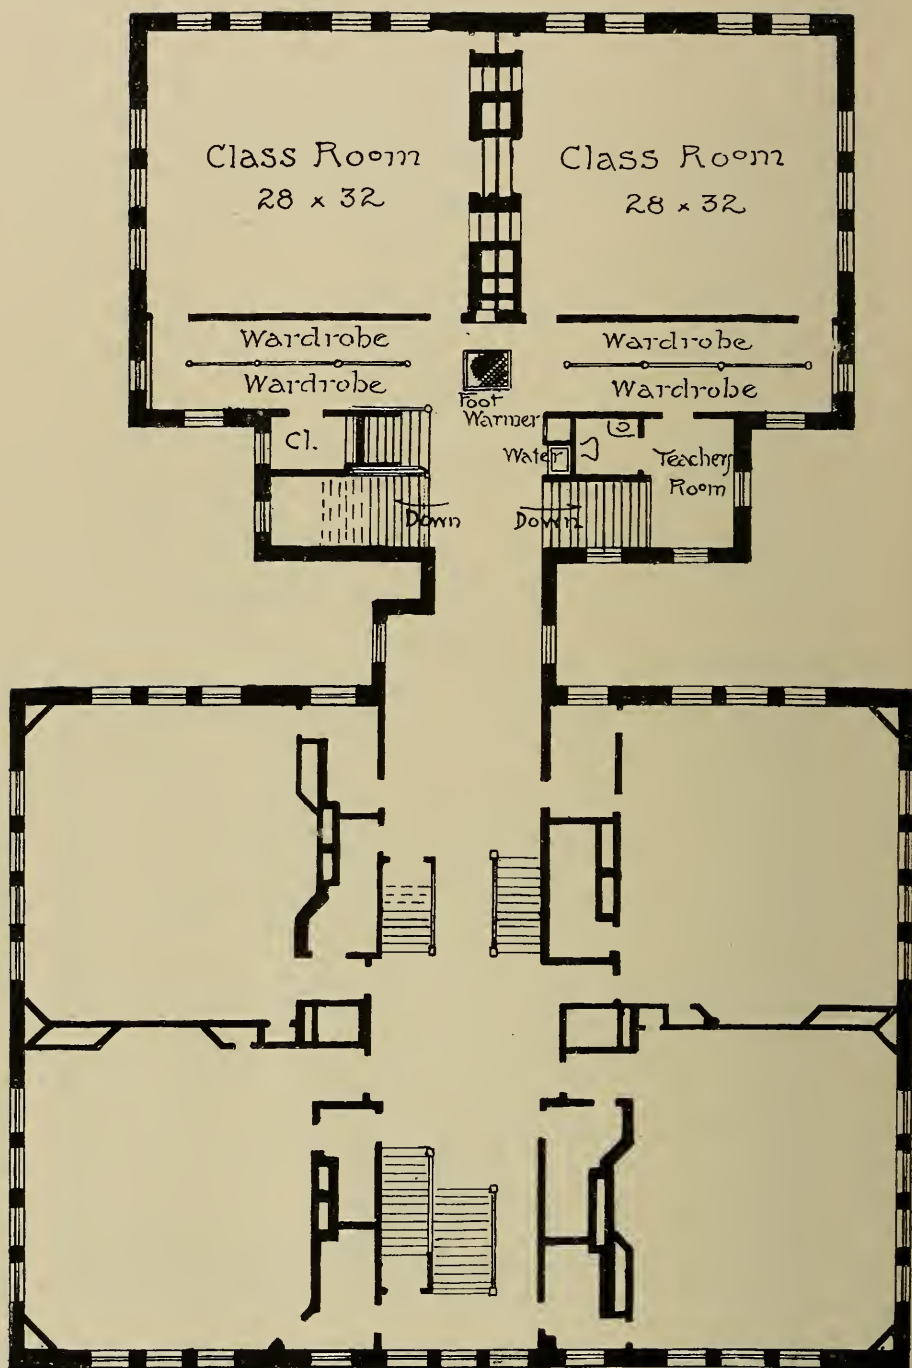 Class Room
28 x 32
Class Room
28 x 32
Wardrobe
Wardrobe
Wardrobe
Wardrobe
Foot
Warmer
Cl.
Water
Teachers
Room
Down
Down